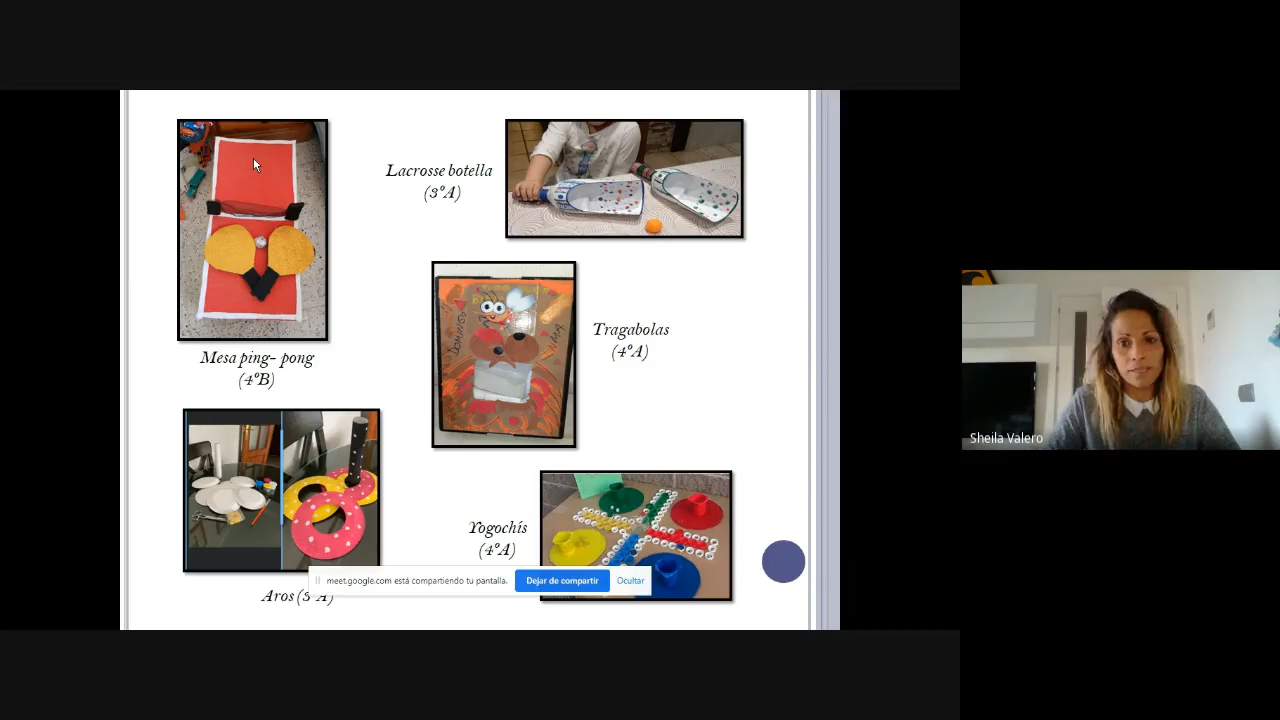 Lacrosse botella
(3ºA)
Tragabolas
(4ºA)
Mesa ping- pong
(4ºB)
Yogochís
(4ºA)
meet.google.com está compartiendo tu pantalla.
Dejar de compartir
Ocultar
Aros (3ºA)
Sheila Valero